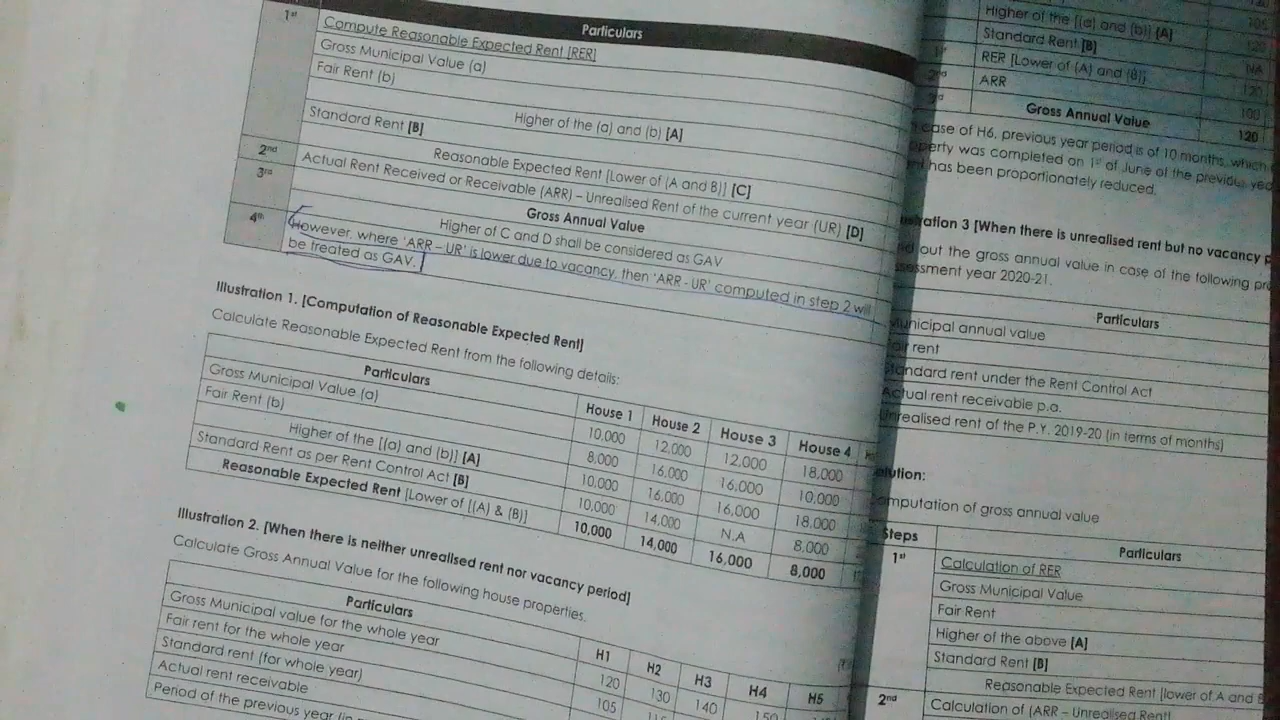 Particulars
1st
Compute Reasonable Expected Rent [RER]
Gross Municipal Value (a)
Fair Rent (b)
Higher of the (a) and (b) [A]
Standard Rent [B]
Reasonable Expected Rent [Lower of (A and B)] [C]
2nd Actual Rent Received or Receivable (ARR) – Unrealised Rent of the current year (UR) [D]
3rd Gross Annual Value
Higher of C and D shall be considered as GAV
4th However, where 'ARR – UR' is lower due to vacancy, then 'ARR - UR' computed in step 2 will
be treated as GAV.
Illustration 1. [Computation of Reasonable Expected Rent]
Calculate Reasonable Expected Rent from the following details:
Particulars House 1 House 2 House 3 House 4
Gross Municipal Value (a) 10,000 12,000 12,000 18,000
Fair Rent (b) 8,000 16,000 16,000 10,000
Higher of the [(a) and (b)] [A] 10,000 16,000 16,000 18,000
Standard Rent as per Rent Control Act [B] 10,000 14,000 N.A 8,000
Reasonable Expected Rent [Lower of [(A) & (B)] 10,000 14,000 16,000 8,000
Illustration 2. [When there is neither unrealised rent nor vacancy period]
Calculate Gross Annual Value for the following house properties.
Particulars H1 H2 H3 H4 H5
Gross Municipal value for the whole year 120 130 140 150
Fair rent for the whole year 105
Standard rent (for whole year)
Actual rent receivable
Period of the previous year (in
Higher of the [(a) and (b)] [A]
Standard Rent [B] NA
RER [Lower of (A) and (B)] 120
2nd ARR 100
3rd Gross Annual Value 120
case of H6, previous year period is of 10 months, which
was completed on 1st of June of the previous
has been proportionately reduced.
3 [When there is unrealised rent but no vacancy
out the gross annual value in case of the following
year 2020-21.
Particulars
Municipal annual value
rent
Standard rent under the Rent Control Act
Actual rent receivable p.a.
Unrealised rent of the P.Y. 2019-20 (in terms of months)
Computation of gross annual value
Steps Particulars
1st Calculation of RER
Gross Municipal Value
Fair Rent
Higher of the above [A]
Standard Rent [B]
Reasonable Expected Rent [lower of A and
2nd Calculation of [ARR – Unrealised Rent]